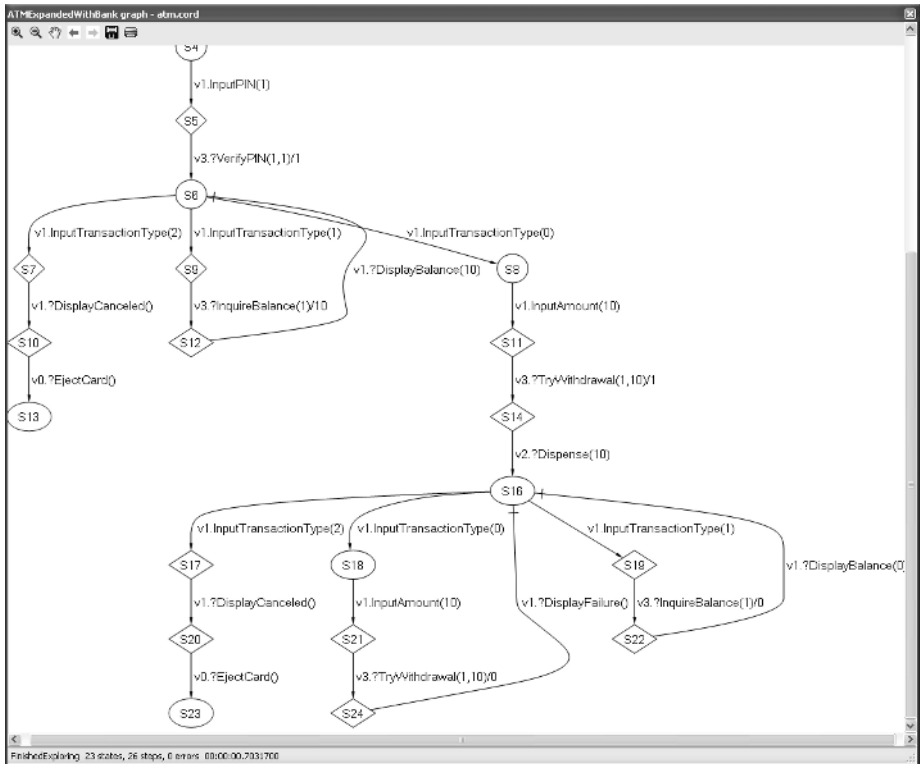 ATMExpandedWithBank graph - atm.cord
S4
v1.InputPIN(1)
S5
v3.?VerifyPIN(1,1)/1
S6
v1.InputTransactionType(2)
v1.InputTransactionType(1)
v1.InputTransactionType(0)
S7
S9
v1.?DisplayBalance(10)
S8
v1.?DisplayCanceled()
v3.?InquireBalance(1)/10
v1.InputAmount(10)
S10
S12
S11
v0.?EjectCard()
v3.?TryWithdrawal(1,10)/1
S13
S14
v2.?Dispense(10)
S16
v1.InputTransactionType(2)
v1.InputTransactionType(0)
v1.InputTransactionType(1)
S17
S18
S19
v1.?DisplayBalance(0)
v1.?DisplayCanceled()
v1.InputAmount(10)
v1.?DisplayFailure()
v3.?InquireBalance(1)/0
S20
S21
S22
v0.?EjectCard()
v3.?TryWithdrawal(1,10)/0
S23
S24
FinishedExploring 23 states, 26 steps, 0 errors 00:00:00.7031700